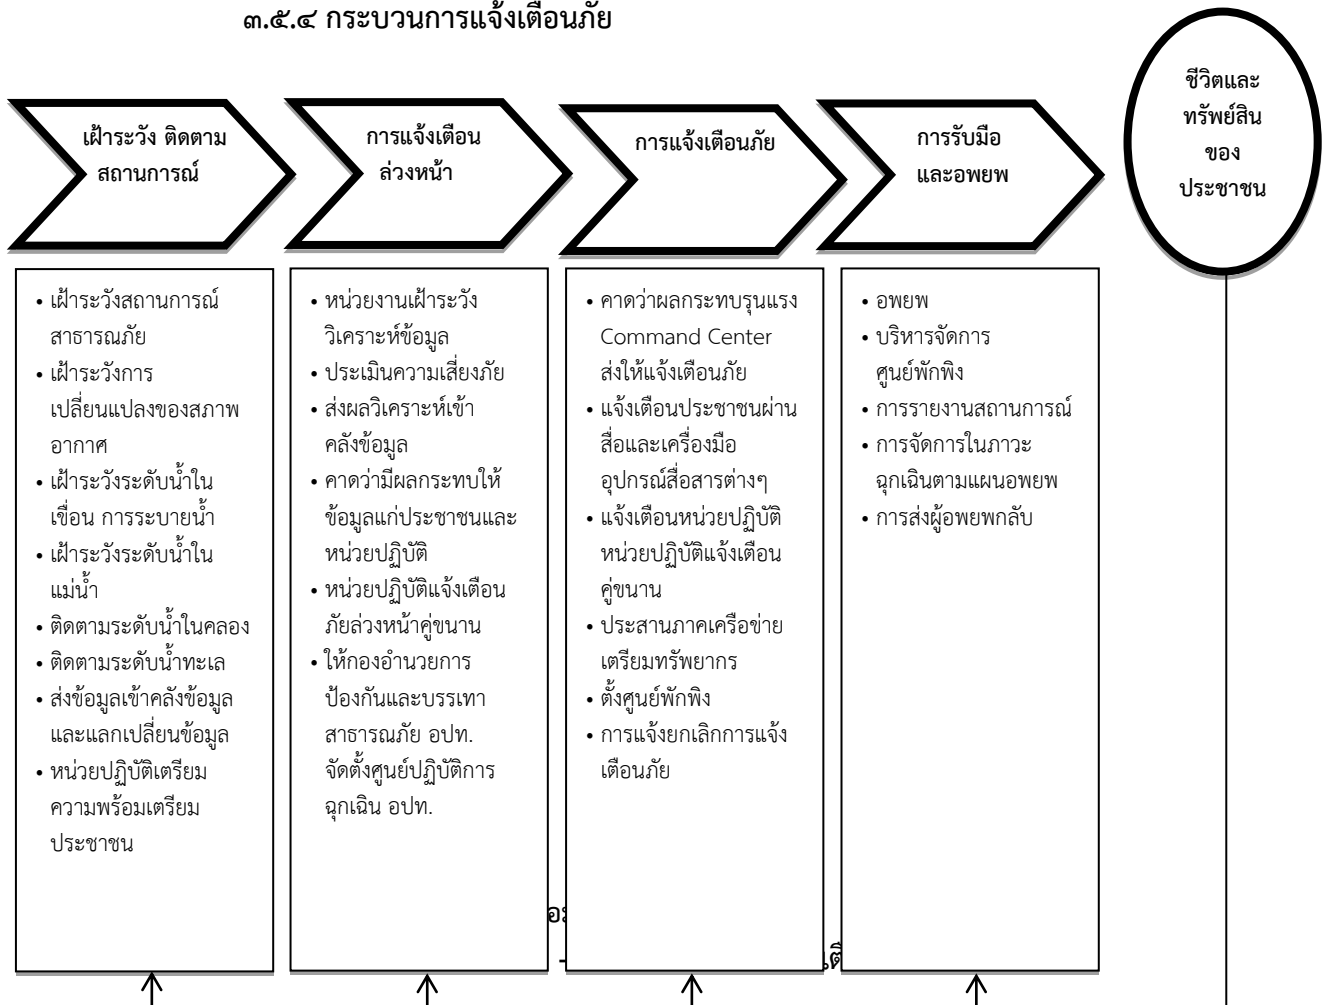 ๓.๕.๔ กระบวนการแจ้งเตือนภัย
เฝ้าระวัง ติดตาม
สถานการณ์
การแจ้งเตือน
ล่วงหน้า
การแจ้งเตือนภัย
การรับมือ
และอพยพ
ชีวิตและ
ทรัพย์สิน
ของ
ประชาชน
• เฝ้าระวังสถานการณ์
สาธารณภัย
• เฝ้าระวังการ
เปลี่ยนแปลงของสภาพ
อากาศ
• เฝ้าระวังระดับน้ำใน
เขื่อน การระบายน้ำ
• เฝ้าระวังระดับน้ำใน
แม่น้ำ
• ติดตามระดับน้ำในคลอง
• ติดตามระดับน้ำทะเล
• ส่งข้อมูลเข้าคลังข้อมูล
และแลกเปลี่ยนข้อมูล
• หน่วยปฏิบัติเตรียม
ความพร้อมเตรียม
ประชาชน
• หน่วยงานเฝ้าระวัง
วิเคราะห์ข้อมูล
• ประเมินความเสี่ยงภัย
• ส่งผลวิเคราะห์เข้า
คลังข้อมูล
• คาดว่ามีผลกระทบให้
ข้อมูลแก่ประชาชนและ
หน่วยปฏิบัติ
• หน่วยปฏิบัติแจ้งเตือน
ภัยล่วงหน้าคู่ขนาน
• ให้กองอำนวยการ
ป้องกันและบรรเทา
สาธารณภัย อปท.
จัดตั้งศูนย์ปฏิบัติการ
ฉุกเฉิน อปท.
• คาดว่าผลกระทบรุนแรง
Command Center
ส่งให้แจ้งเตือนภัย
• แจ้งเตือนประชาชนผ่าน
สื่อและเครื่องมือ
อุปกรณ์สื่อสารต่างๆ
• แจ้งเตือนหน่วยปฏิบัติ
หน่วยปฏิบัติแจ้งเตือน
คู่ขนาน
• ประสานภาคเครือข่าย
เตรียมทรัพยากร
• ตั้งศูนย์พักพิง
• การแจ้งยกเลิกการแจ้ง
เตือนภัย
• อพยพ
• บริหารจัดการ
ศูนย์พักพิง
• การรายงานสถานการณ์
• การจัดการในภาวะ
ฉุกเฉินตามแผนอพยพ
• การส่งผู้อพยพกลับ